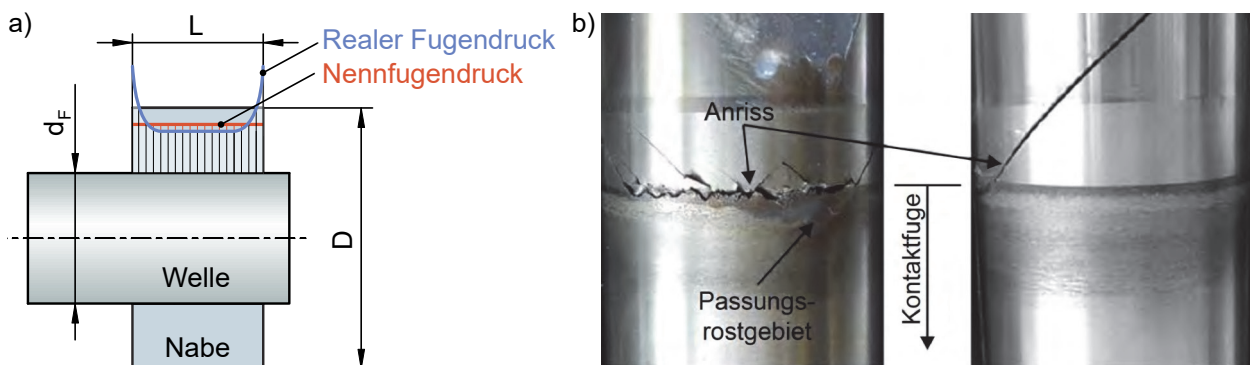 a)
L
Realer Fugendruck
Nennfugendruck
d_F
D
Welle
Nabe
b)
Anriss
Passungs-
rostgebiet
Kontaktfuge